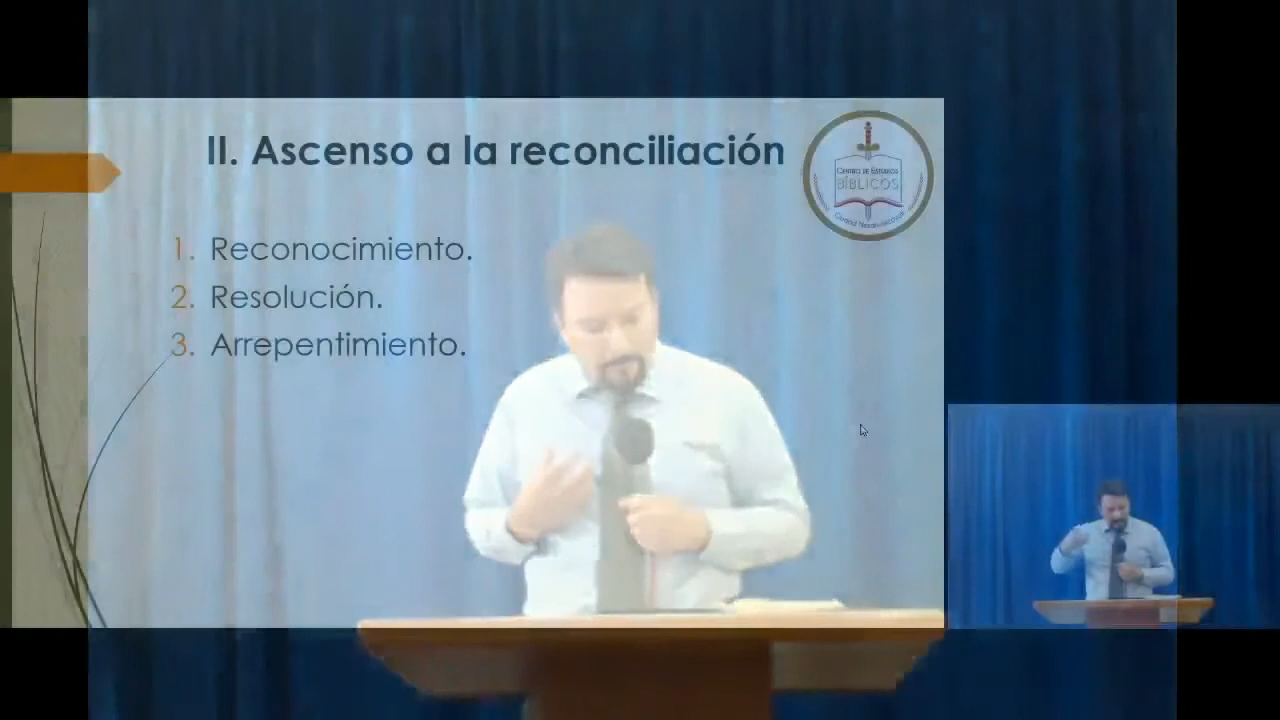 II. Ascenso a la reconciliación
1. Reconocimiento.
2. Resolución.
3. Arrepentimiento.
CENTRO DE ESTUDIOS
BÍBLICOS